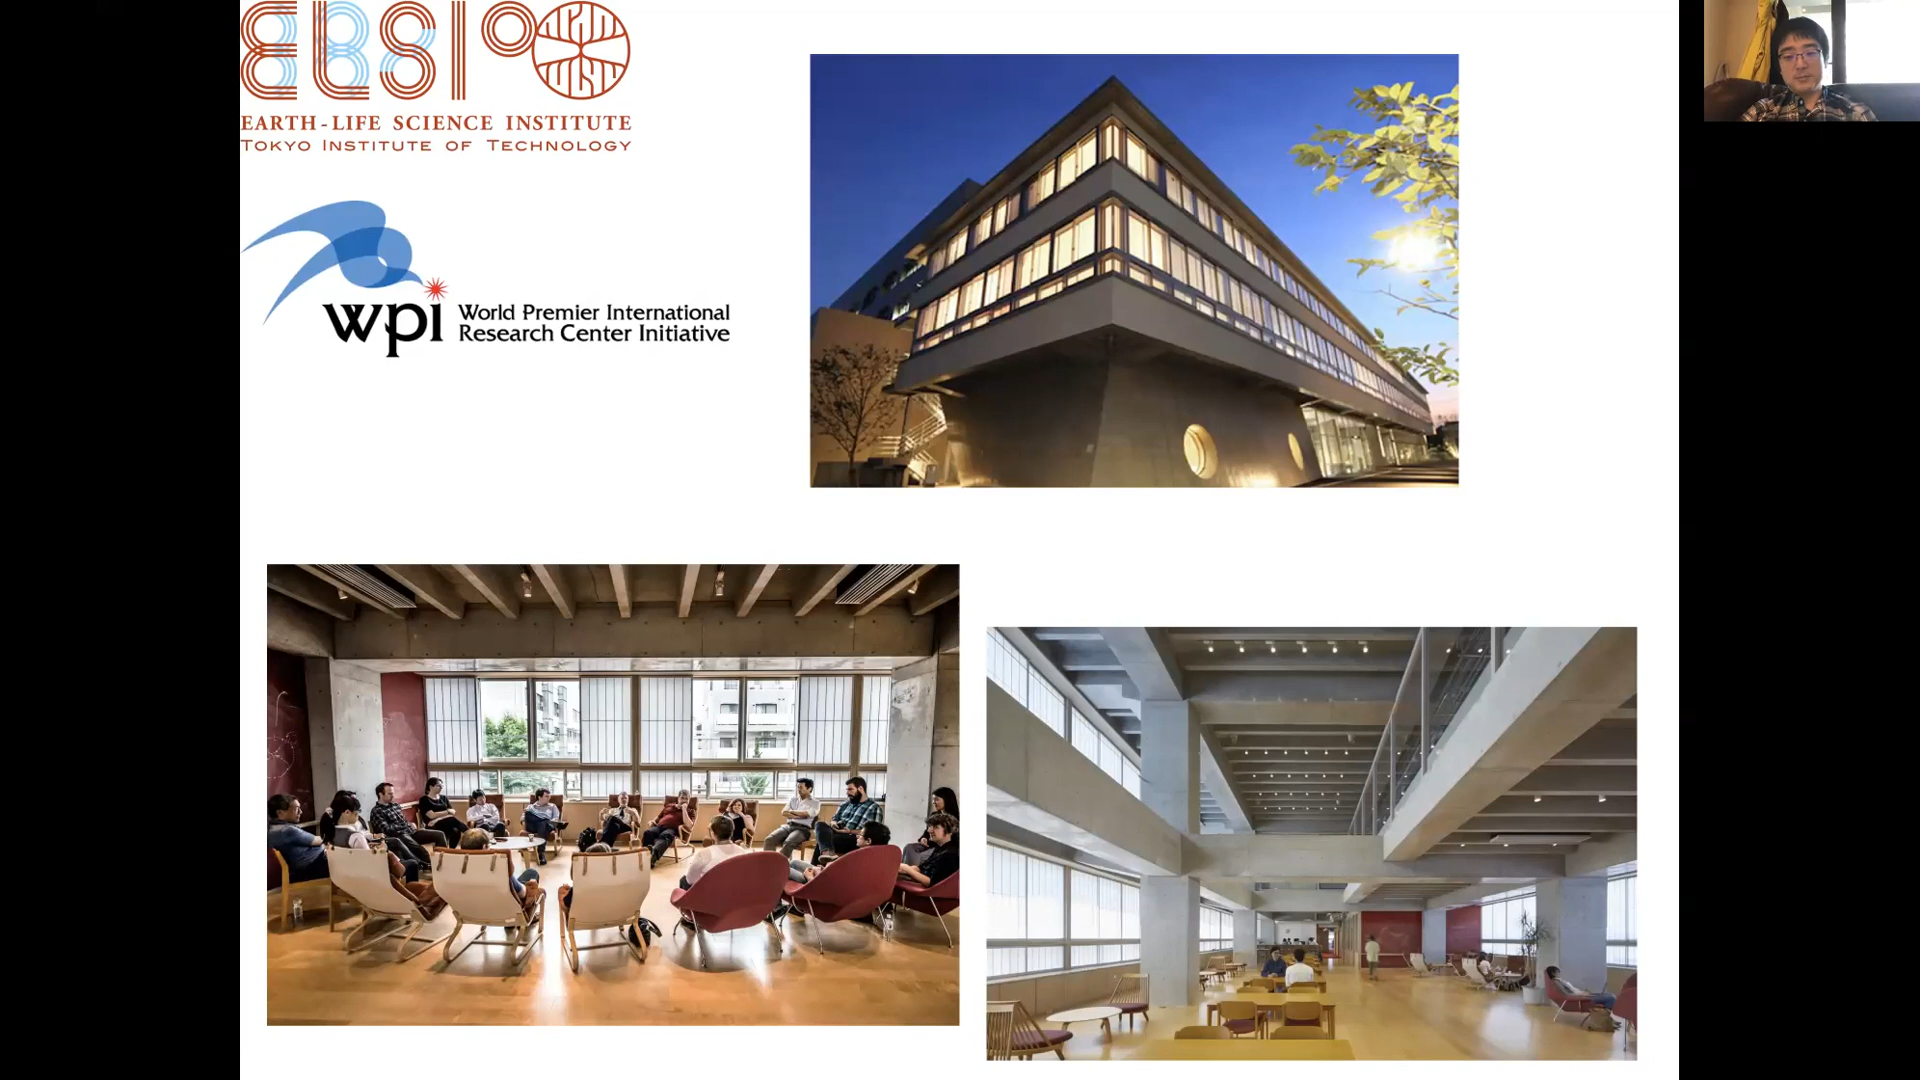 ELSI
EARTH-LIFE SCIENCE INSTITUTE
TOKYO INSTITUTE OF TECHNOLOGY
wpi
World Premier International
Research Center Initiative